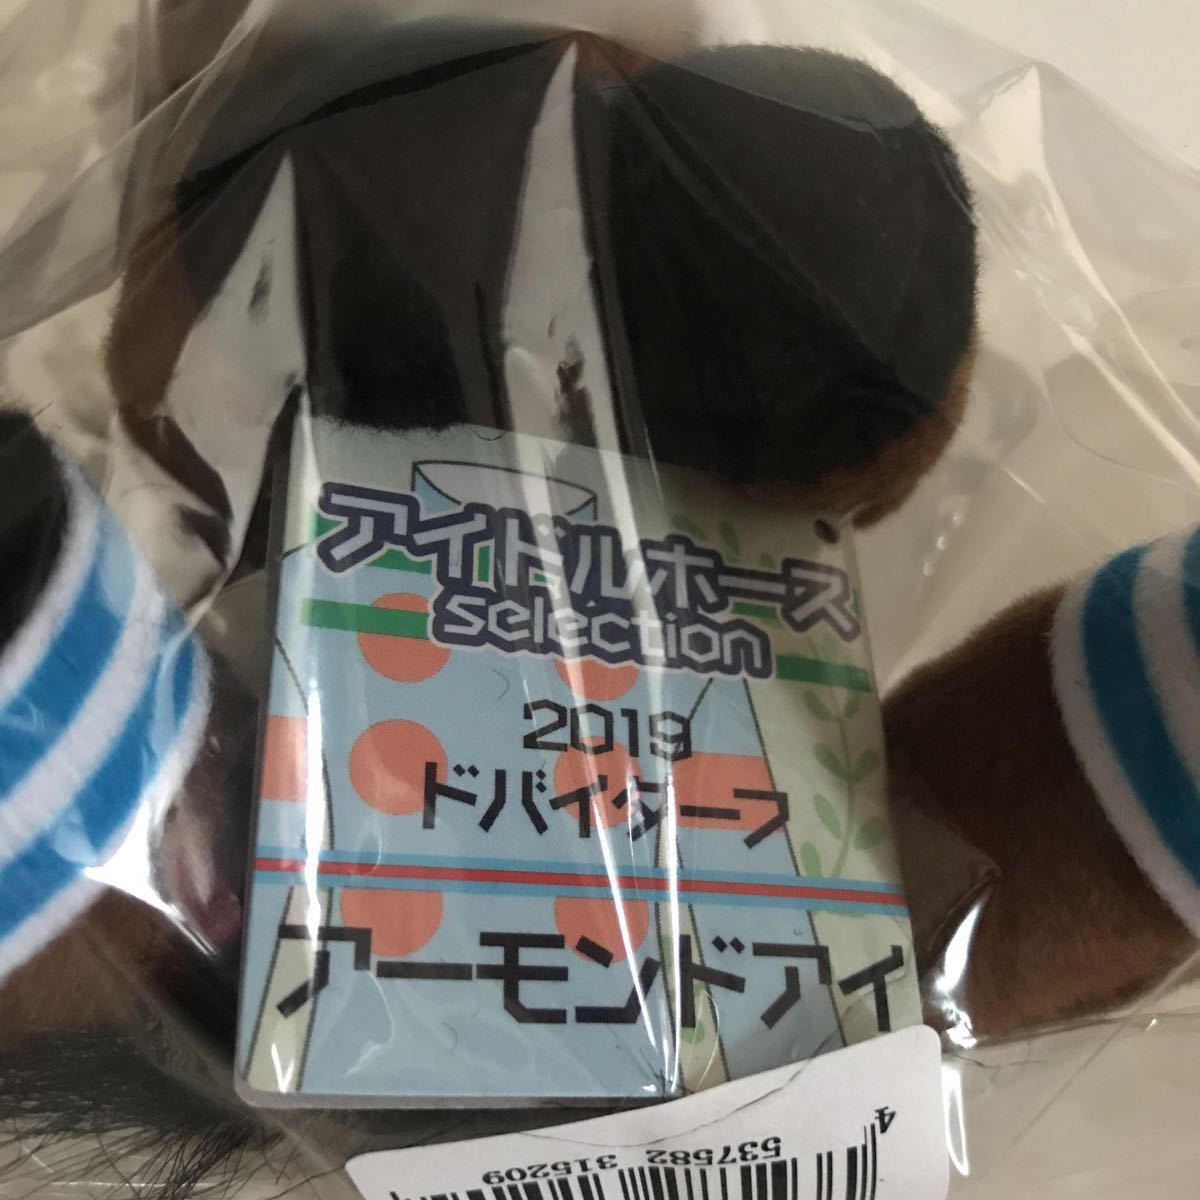 アイドルホース
selection
2019
ドバイターフ
アーモンドアイ
4 537582 315209